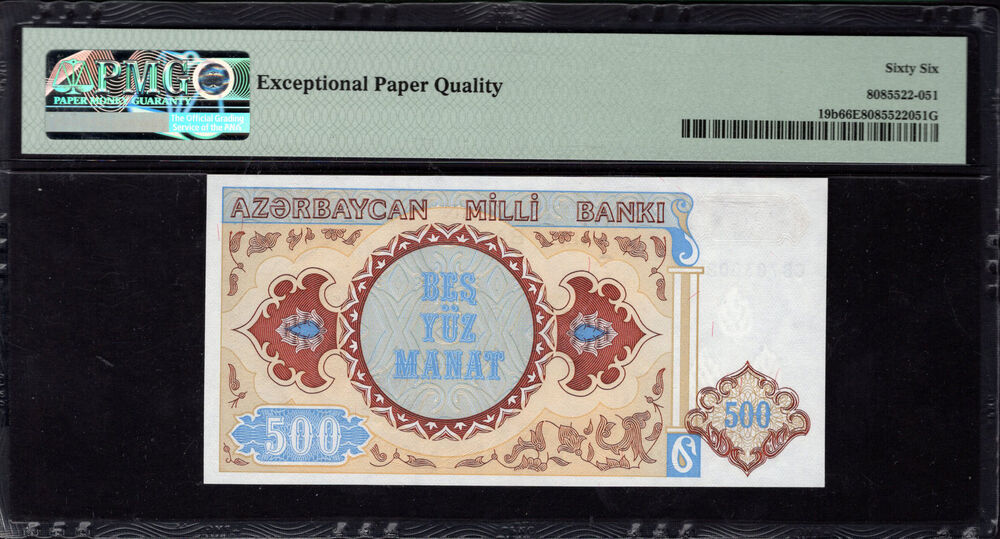 PMG
PAPER MONEY GUARANTY
The Official Grading
Service of the ANA
Exceptional Paper Quality
Sixty Six
8085522-051
19b66E8085522051G
AZƏRBAYCAN MİLLİ BANKI
BEŞ
YÜZ
MANAT
500
500